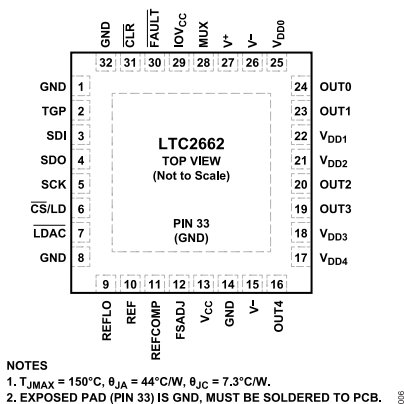 GND
C̅L̅R̅
F̅A̅U̅L̅T̅
IOVCC
MUX
V+
V–
VDD0
32 31 30 29 28 27 26 25
GND 1
TGP 2
SDI 3
SDO 4
SCK 5
C̅S̅/LD 6
L̅D̅A̅C̅ 7
GND 8
LTC2662
TOP VIEW
(Not to Scale)
PIN 33
(GND)
24 OUT0
23 OUT1
22 VDD1
21 VDD2
20 OUT2
19 OUT3
18 VDD3
17 VDD4
9 10 11 12 13 14 15 16
REFLO
REF
REFCOMP
FSADJ
VCC
GND
V–
OUT4
NOTES
1. TJMAX = 150°C, θJA = 44°C/W, θJC = 7.3°C/W.
2. EXPOSED PAD (PIN 33) IS GND, MUST BE SOLDERED TO PCB.
006